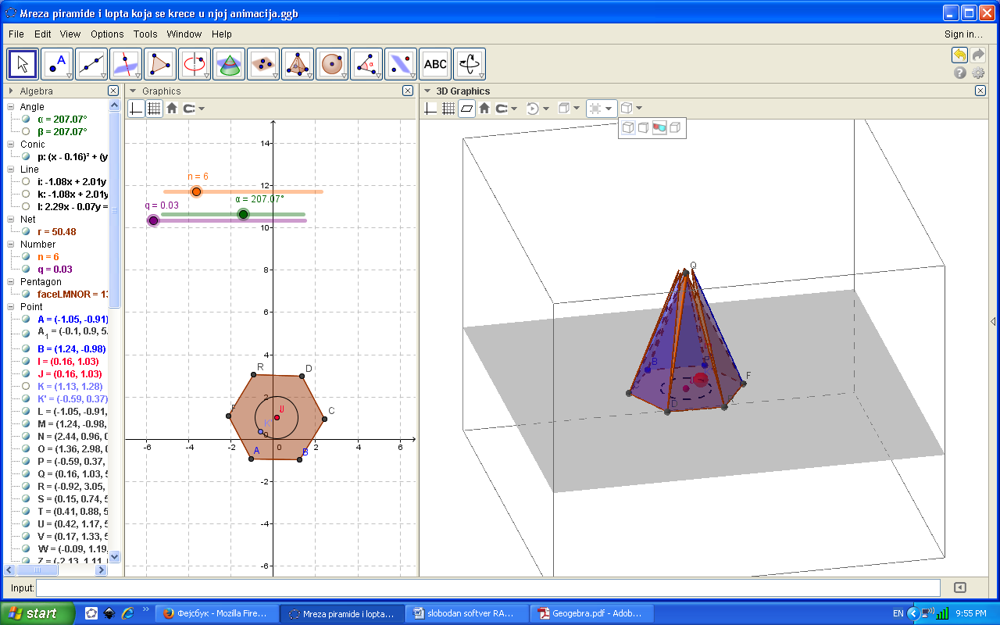 Mreza piramide i lopta koja se krece u njoj animacija.ggb
File Edit View Options Tools Window Help
Sign in...
A
ABC
α
Algebra
Graphics
3D Graphics
Angle
α = 207.07°
β = 207.07°
Conic
p: (x - 0.16)² + (y
Line
i: -1.08x + 2.01y
k: -1.08x + 2.01y
l: 2.29x - 0.07y =
Net
r = 50.48
Number
n = 6
q = 0.03
Pentagon
faceLMNOR = 13
Point
A = (-1.05, -0.91)
A₁ = (-0.1, 0.9, 5.
B = (1.24, -0.98)
I = (0.16, 1.03)
J = (0.16, 1.03)
K = (1.13, 1.28)
K' = (-0.59, 0.37)
L = (-1.05, -0.91,
M = (1.24, -0.98,
N = (2.44, 0.96, 0
O = (1.36, 2.98, 0
P = (-0.59, 0.37,
Q = (0.16, 1.03, 5
R = (-0.92, 3.05,
S = (0.15, 0.74, 5
T = (0.41, 0.88, 5
U = (0.42, 1.17, 5
V = (0.17, 1.33, 5
W = (-0.09, 1.19,
Z = (-2.13, 1.11, 0
14
n = 6
12
α = 207.07°
q = 0.03
10
8
6
4
R D
2
C
K'
0
-6 -4 -2 0 2 4 6
A B
-2
-4
-6
Q
B
F
D
Input:
start
Фејсбук - Mozilla Fire...
Mreza piramide i lopta...
slobodan softver RA...
Geogebra.pdf - Adob...
EN
9:55 PM